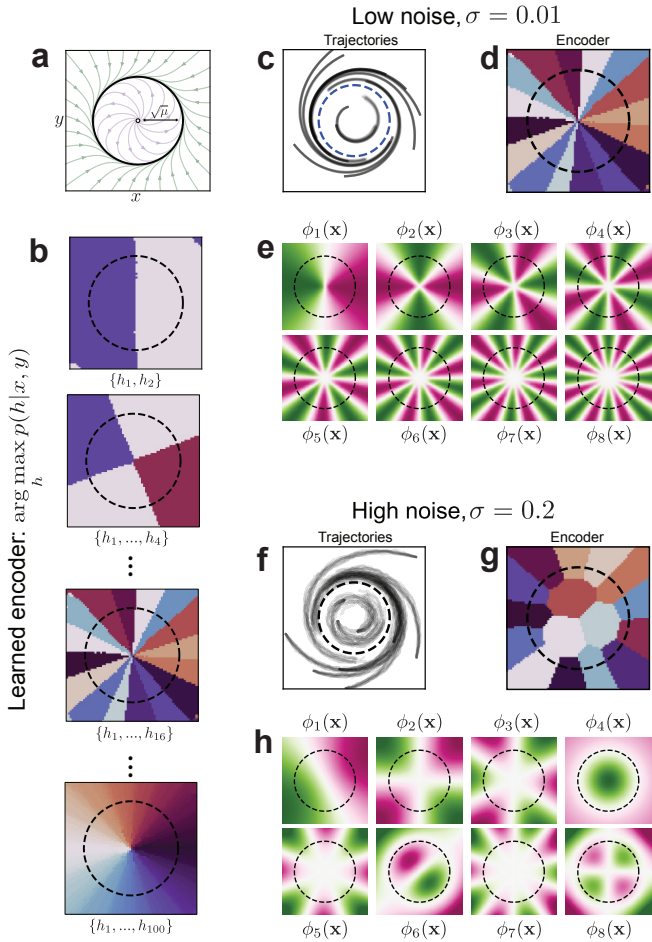 Low noise, σ = 0.01
a
y
√μ
x
c
Trajectories
d
Encoder
b
Learned encoder: arg max p(h|x, y)
h
{h₁, h₂}
{h₁, ..., h₄}
{h₁, ..., h₁₆}
{h₁, ..., h₁₀₀}
e
ϕ₁(x) ϕ₂(x) ϕ₃(x) ϕ₄(x)
ϕ₅(x) ϕ₆(x) ϕ₇(x) ϕ₈(x)
High noise, σ = 0.2
f
Trajectories
g
Encoder
h
ϕ₁(x) ϕ₂(x) ϕ₃(x) ϕ₄(x)
ϕ₅(x) ϕ₆(x) ϕ₇(x) ϕ₈(x)